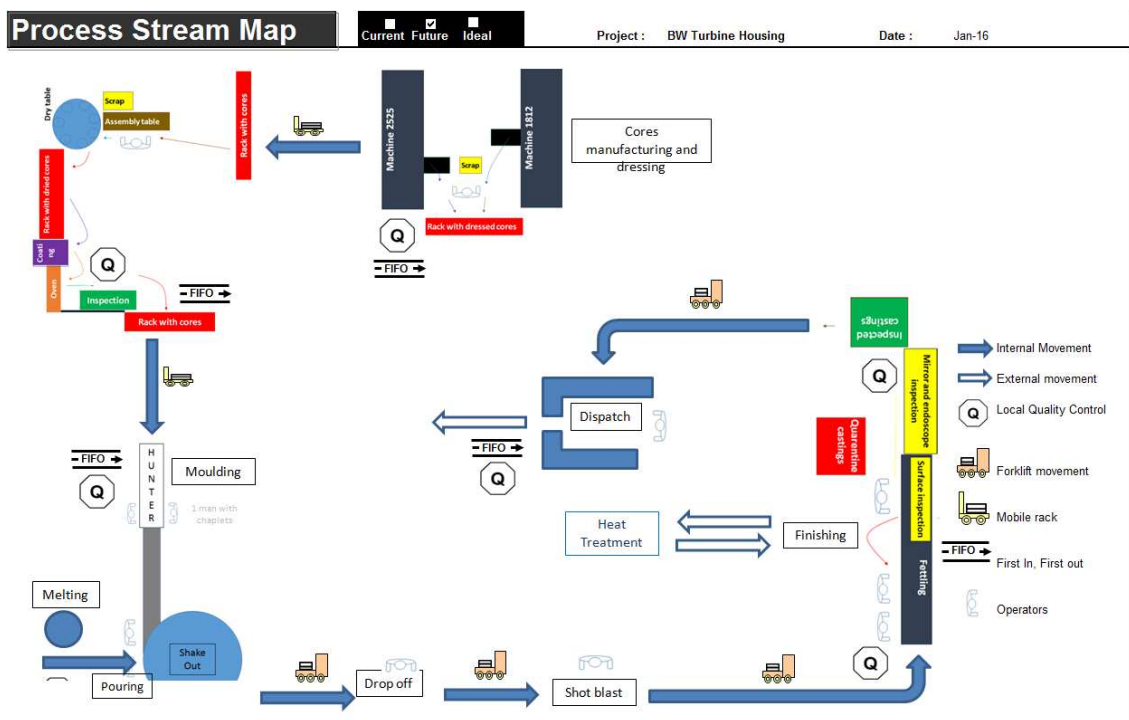 Process Stream Map
Current Future Ideal
Project : BW Turbine Housing
Date : Jan-16
Dry table
Scrap
Assembly table
Rack with cores
Machine 2525
Machine 1812
Scrap
Rack with dressed cores
Cores
manufacturing and
dressing
Q
FIFO
Rack with dried cores
Coati
ng
Oven
Q
Inspection
FIFO
Rack with cores
Inspected
castings
Q
Mirror and endoscope
inspection
Internal Movement
External movement
Q
Local Quality Control
Dispatch
FIFO
Q
Quarentine
castings
Surface inspection
Forklift movement
Mobile rack
FIFO
First In, First out
Operators
FIFO
Q
HUNTER
Moulding
1 man with
chaplets
Heat
Treatment
Finishing
Fettling
Q
Melting
Shake
Out
Pouring
Drop off
Shot blast